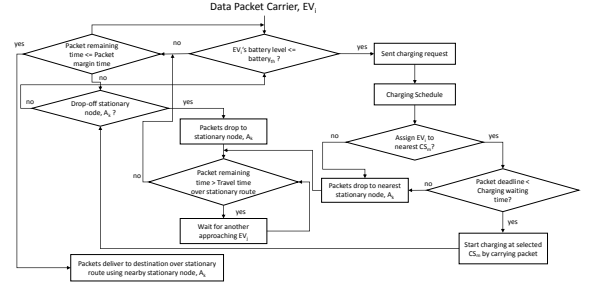 Data Packet Carrier, EVi
yes
Packet remaining
time <= Packet
margin time
no
EVi's battery level <=
batteryth ?
yes
Sent charging request
no
Charging Schedule
no
Drop-off stationary
node, Ak ?
yes
Packets drop to
stationary node, Ak
no
Assign EVi to
nearest CSm?
yes
no
Packet remaining
time > Travel time
over stationary route
Packets drop to nearest
stationary node, Ak
no
Packet deadline <
Charging waiting
time?
yes
Wait for another
approaching EVj
yes
Start charging at selected
CSm by carrying packet
Packets deliver to destination over stationary
route using nearby stationary node, Ak